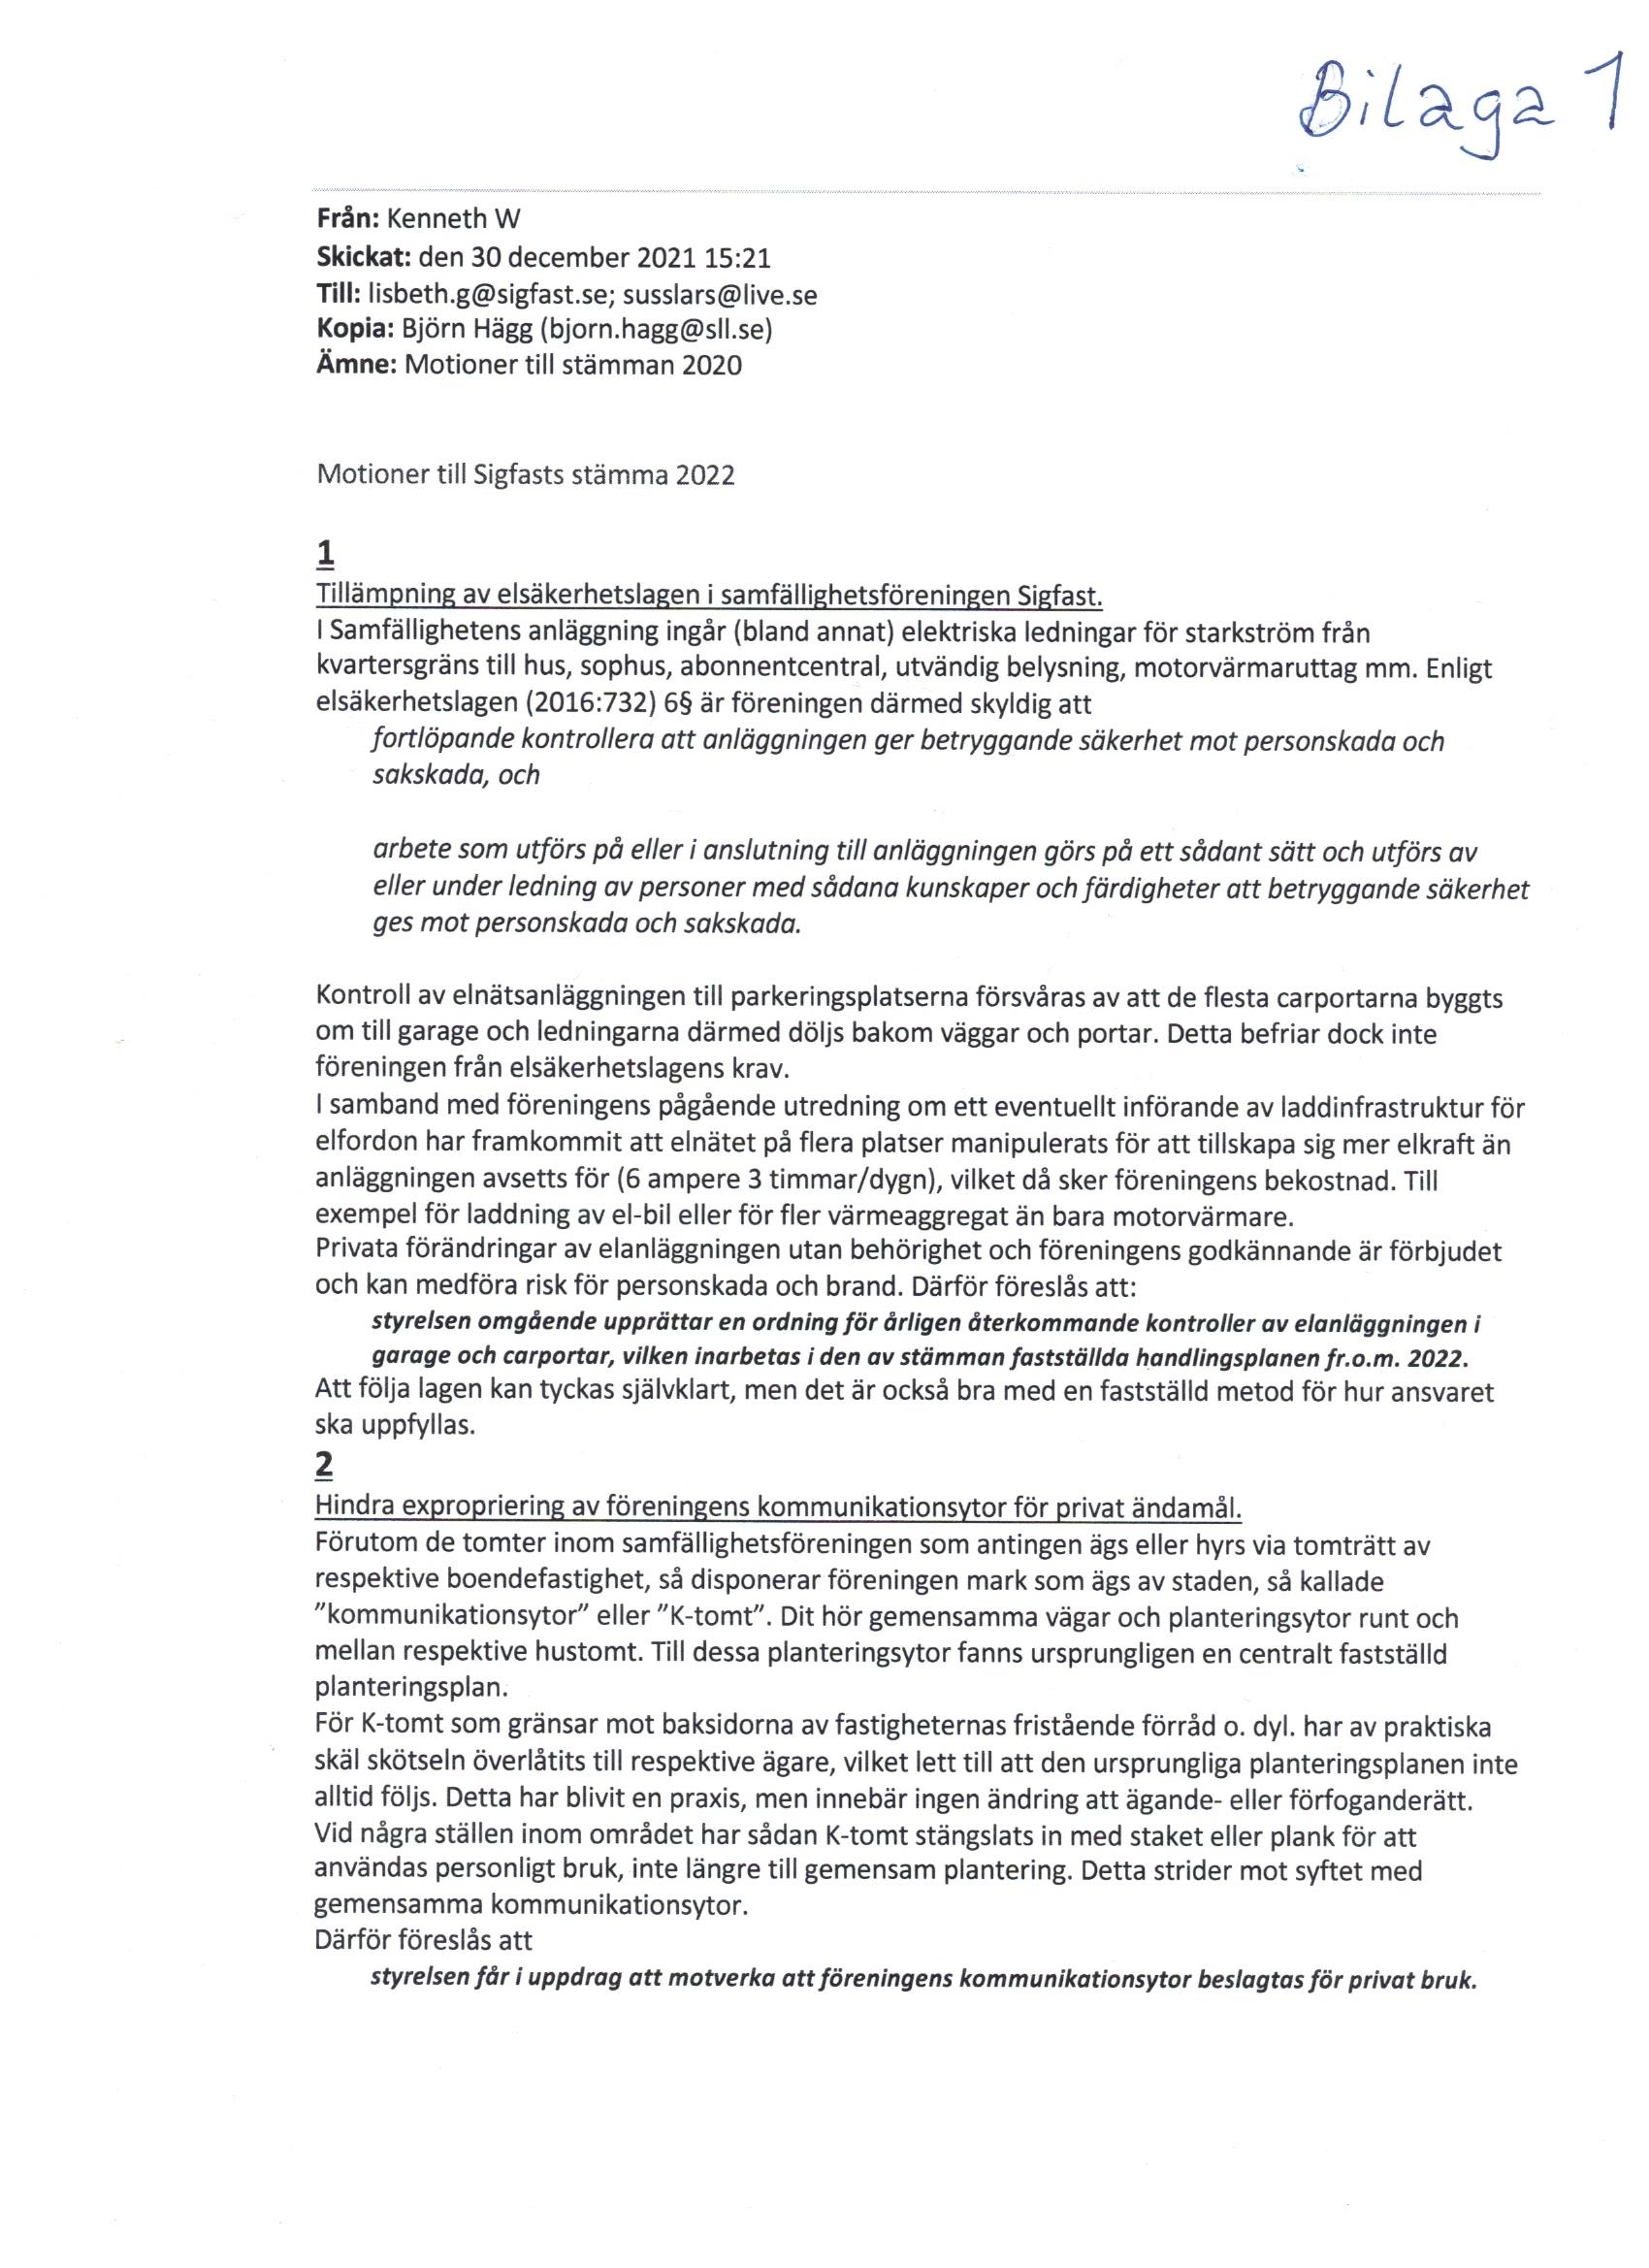 Bilaga 1
Från: Kenneth W
Skickat: den 30 december 2021 15:21
Till: lisbeth.g@sigfast.se; susslars@live.se
Kopia: Björn Hägg (bjorn.hagg@sll.se)
Ämne: Motioner till stämman 2020
Motioner till Sigfasts stämma 2022
1
Tillämpning av elsäkerhetslagen i samfällighetsföreningen Sigfast.
I Samfällighetens anläggning ingår (bland annat) elektriska ledningar för starkström från
kvartersgräns till hus, sophus, abonnentcentral, utvändig belysning, motorvärmaruttag mm. Enligt
elsäkerhetslagen (2016:732) 6§ är föreningen därmed skyldig att
fortlöpande kontrollera att anläggningen ger betryggande säkerhet mot personskada och
sakskada, och
arbete som utförs på eller i anslutning till anläggningen görs på ett sådant sätt och utförs av
eller under ledning av personer med sådana kunskaper och färdigheter att betryggande säkerhet
ges mot personskada och sakskada.
Kontroll av elnätsanläggningen till parkeringsplatserna försvåras av att de flesta carportarna byggts
om till garage och ledningarna därmed döljs bakom väggar och portar. Detta befriar dock inte
föreningen från elsäkerhetslagens krav.
I samband med föreningens pågående utredning om ett eventuellt införande av laddinfrastruktur för
elfordon har framkommit att elnätet på flera platser manipulerats för att tillskapa sig mer elkraft än
anläggningen avsetts för (6 ampere 3 timmar/dygn), vilket då sker föreningens bekostnad. Till
exempel för laddning av el-bil eller för fler värmeaggregat än bara motorvärmare.
Privata förändringar av elanläggningen utan behörighet och föreningens godkännande är förbjudet
och kan medföra risk för personskada och brand. Därför föreslås att:
styrelsen omgående upprättar en ordning för årligen återkommande kontroller av elanläggningen i
garage och carportar, vilken inarbetas i den av stämman fastställda handlingsplanen fr.o.m. 2022.
Att följa lagen kan tyckas självklart, men det är också bra med en fastställd metod för hur ansvaret
ska uppfyllas.
2
Hindra expropriering av föreningens kommunikationsytor för privat ändamål.
Förutom de tomter inom samfällighetsföreningen som antingen ägs eller hyrs via tomträtt av
respektive boendefastighet, så disponerar föreningen mark som ägs av staden, så kallade
”kommunikationsytor” eller ”K-tomt”. Dit hör gemensamma vägar och planteringsytor runt och
mellan respektive hustomt. Till dessa planteringsytor fanns ursprungligen en centralt fastställd
planteringsplan.
För K-tomt som gränsar mot baksidorna av fastigheternas fristående förråd o. dyl. har av praktiska
skäl skötseln överlåtits till respektive ägare, vilket lett till att den ursprungliga planteringsplanen inte
alltid följs. Detta har blivit en praxis, men innebär ingen ändring att ägande- eller förfoganderätt.
Vid några ställen inom området har sådan K-tomt stängslats in med staket eller plank för att
användas personligt bruk, inte längre till gemensam plantering. Detta strider mot syftet med
gemensamma kommunikationsytor.
Därför föreslås att
styrelsen får i uppdrag att motverka att föreningens kommunikationsytor beslagtas för privat bruk.